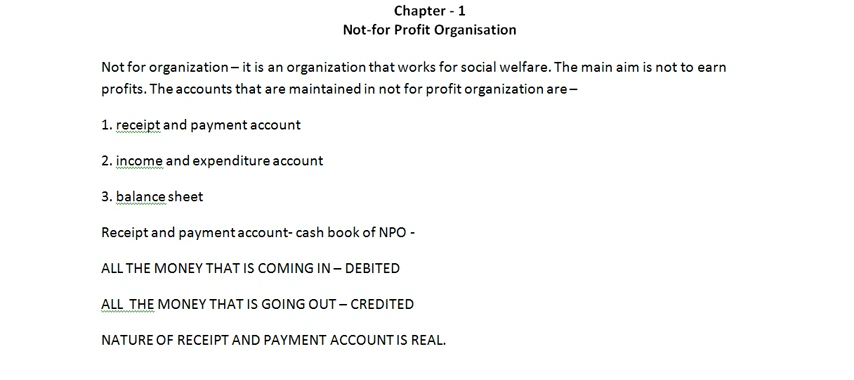 Chapter - 1
Not-for Profit Organisation
Not for organization – it is an organization that works for social welfare. The main aim is not to earn
profits. The accounts that are maintained in not for profit organization are –
1. receipt and payment account
2. income and expenditure account
3. balance sheet
Receipt and payment account- cash book of NPO -
ALL THE MONEY THAT IS COMING IN – DEBITED
ALL  THE MONEY THAT IS GOING OUT – CREDITED
NATURE OF RECEIPT AND PAYMENT ACCOUNT IS REAL.